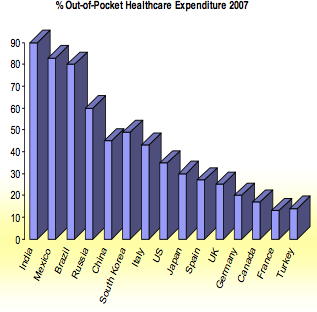 % Out-of-Pocket Healthcare Expenditure 2007
90
80
70
60
50
40
30
20
10
0
India
Mexico
Brazil
Russia
China
South Korea
Italy
US
Japan
Spain
UK
Germany
Canada
France
Turkey